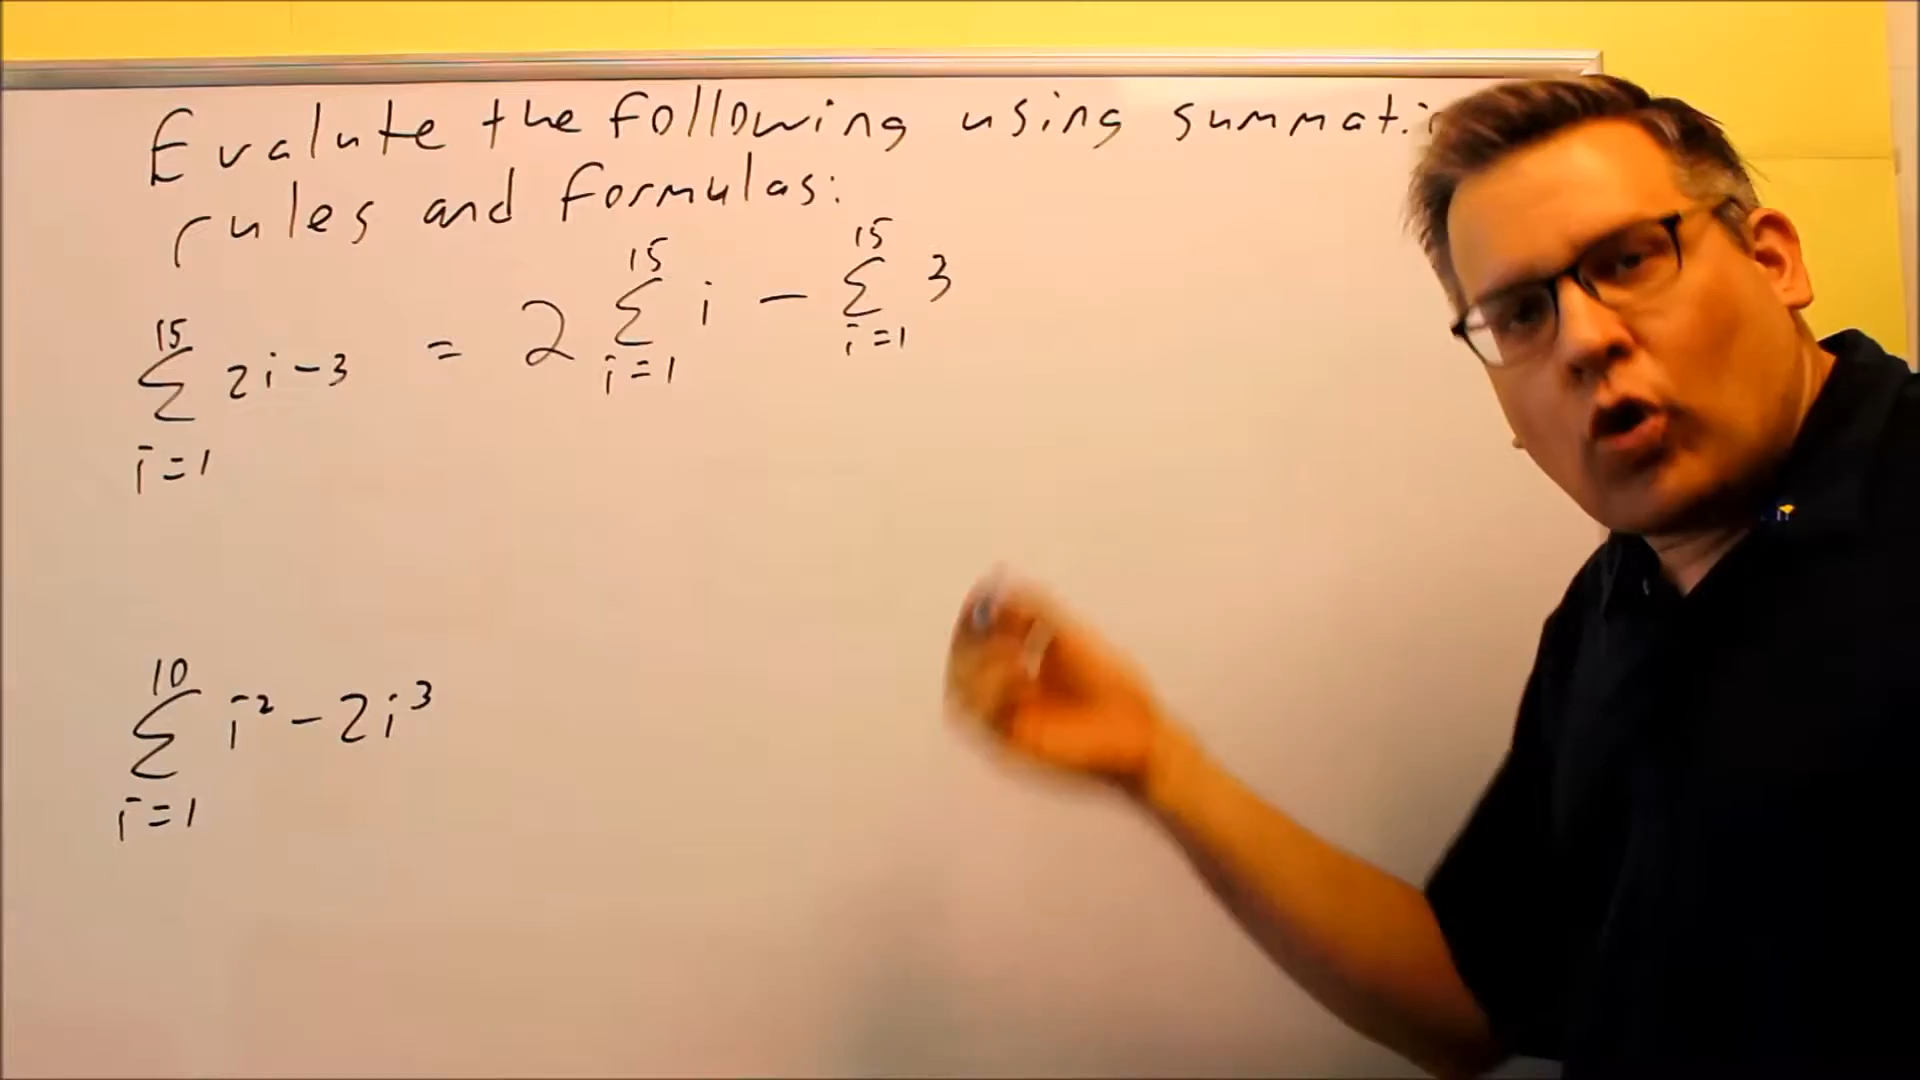 Evalute the following using summati
rules and formulas:
15 15 15
∑ 2i-3 = 2 ∑ i - ∑ 3
i=1 i=1 i=1
10
∑ i² - 2i³
i=1